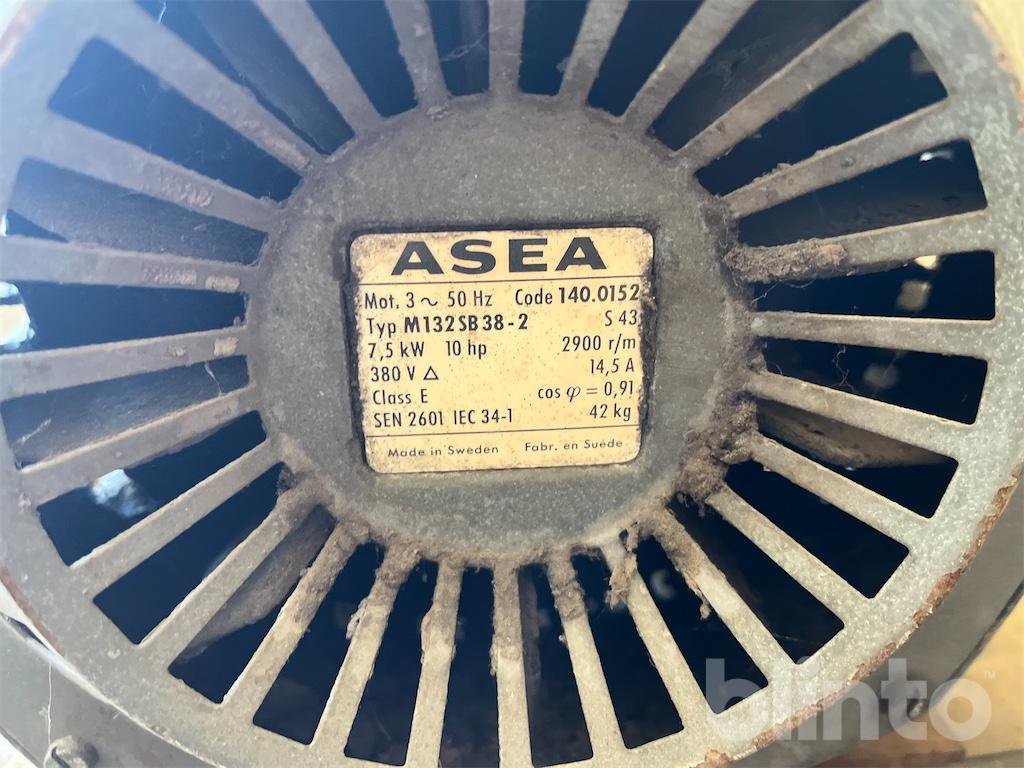 ASEA
Mot. 3 ~ 50 Hz Code 140.0152
Typ M132SB38-2 S 43
7,5 kW 10 hp 2900 r/m
380 V Δ 14,5 A
Class E cos φ = 0,91
SEN 2601 IEC 34-1 42 kg
Made in Sweden Fabr. en Suède
blinto™